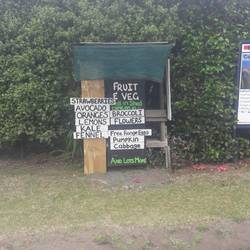 FRUIT
& VEG
STRAWBERRIES
AVOCADO
ORANGES
LEMONS
KALE
FENNEL
BROCCOLI
FLOWERS
Free Range Eggs
Pumpkin
Cabbage
AND LOTS MORE